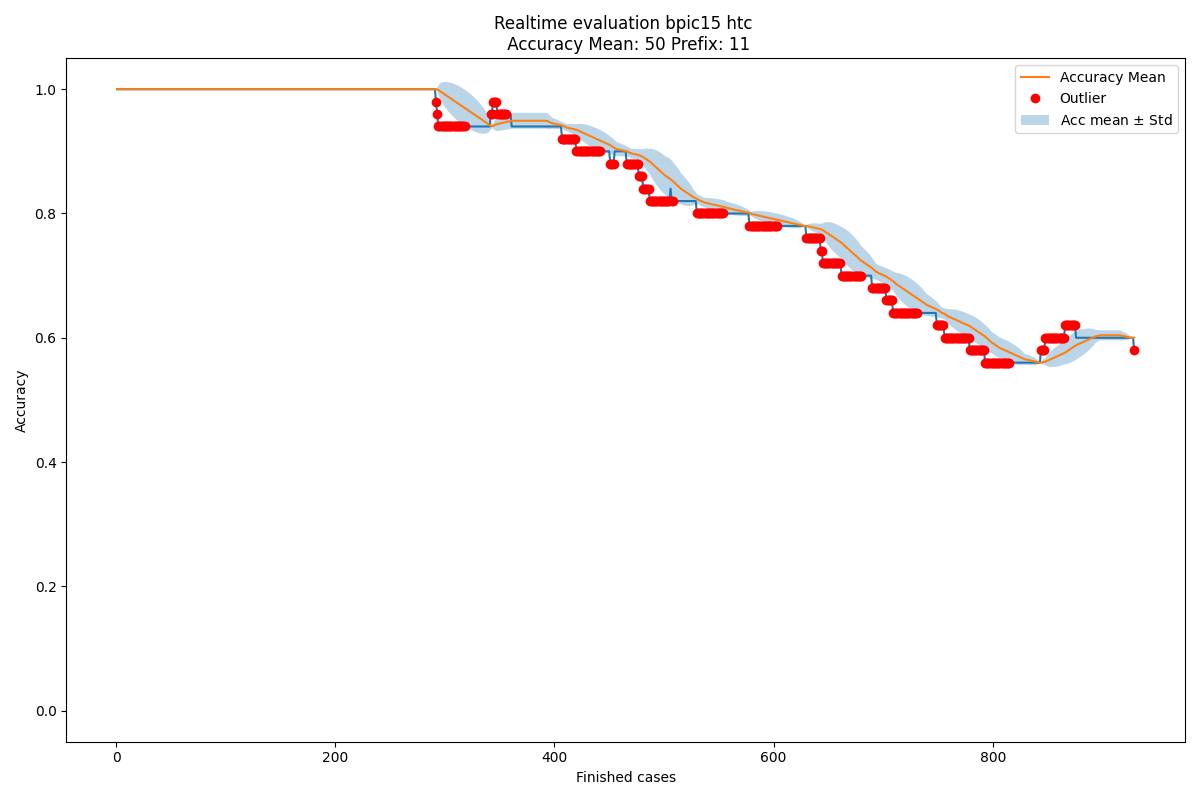 Realtime evaluation bpic15 htc
Accuracy Mean: 50 Prefix: 11
Accuracy Mean
Outlier
Acc mean ± Std
1.0
0.8
0.6
0.4
0.2
0.0
Accuracy
0
200
400
600
800
Finished cases